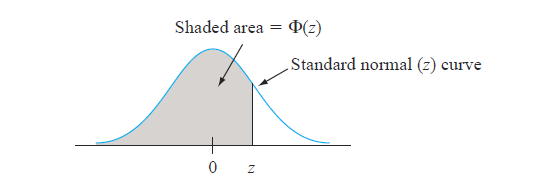 Shaded area = Φ(z)
Standard normal (z) curve
0 z